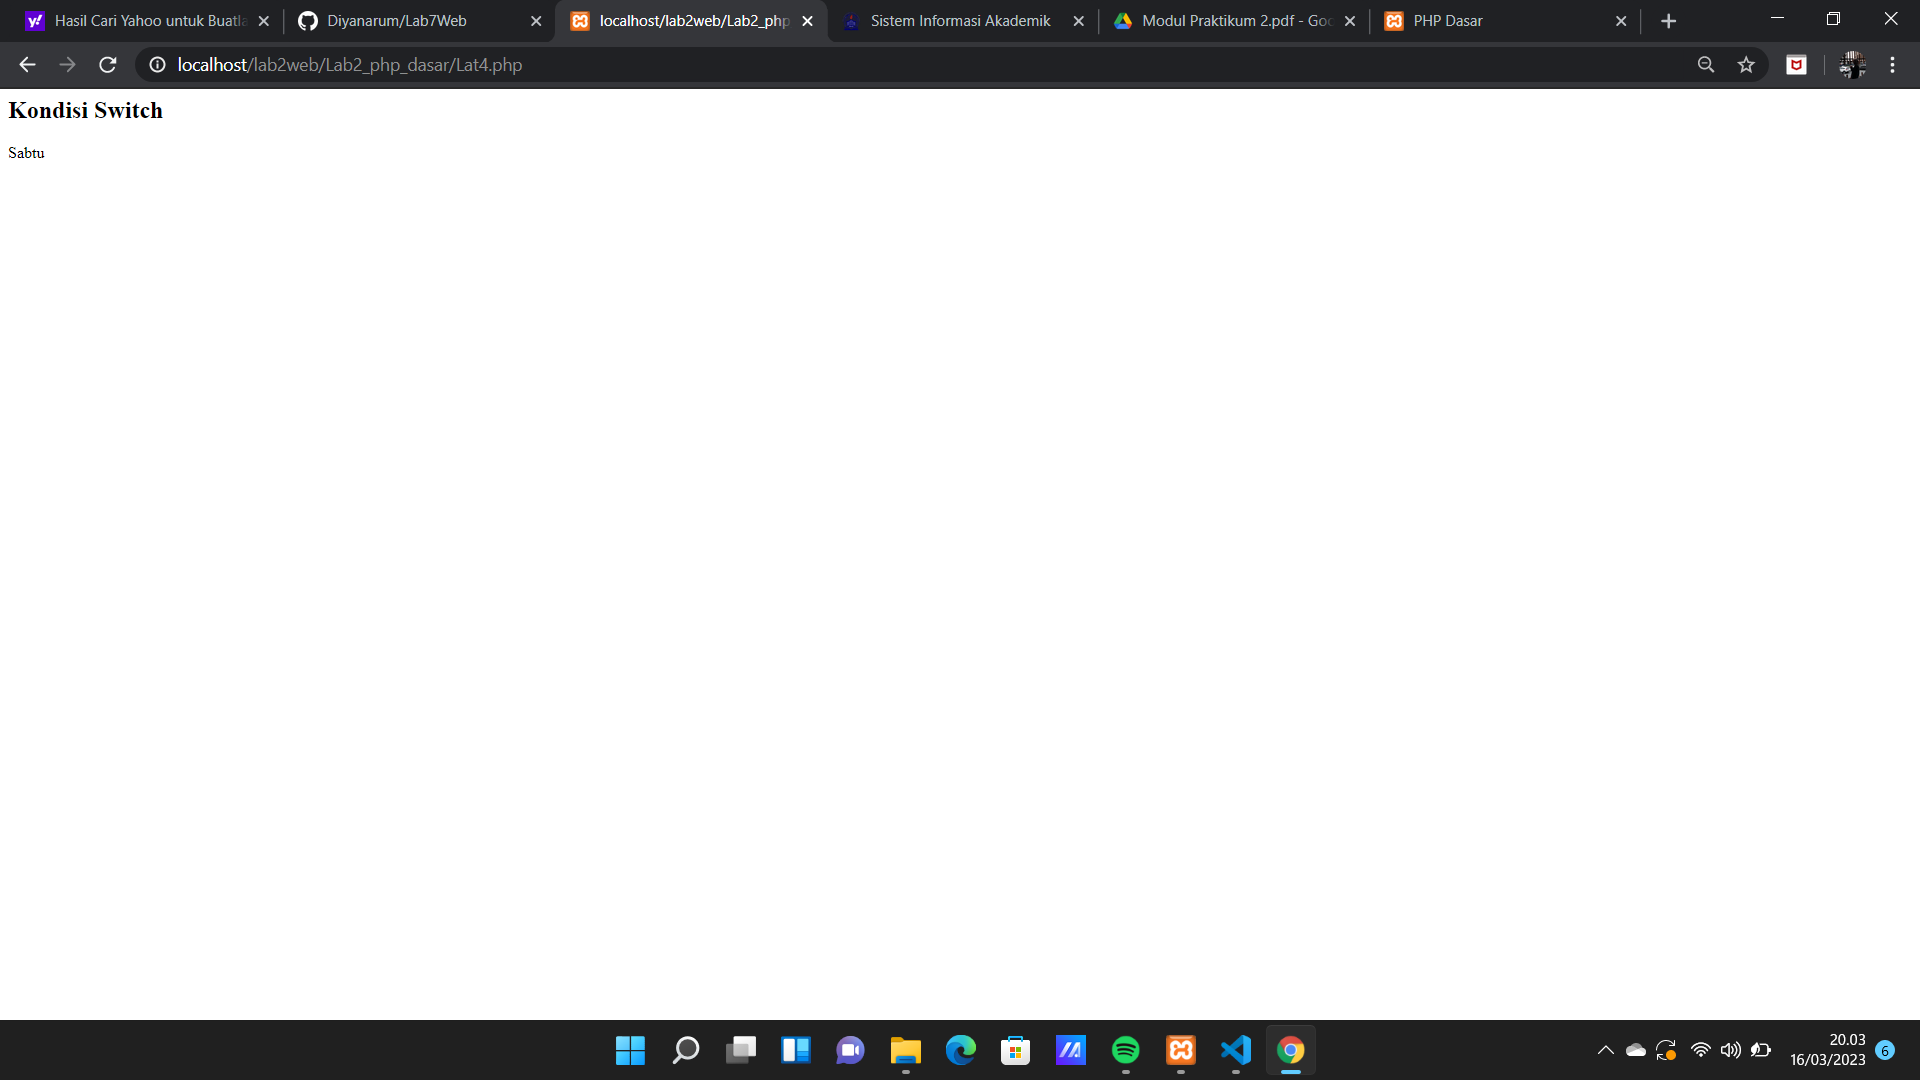 Hasil Cari Yahoo untuk Buatla
Diyanarum/Lab7Web
localhost/lab2web/Lab2_php
Sistem Informasi Akademik
Modul Praktikum 2.pdf - Goo
PHP Dasar
localhost/lab2web/Lab2_php_dasar/Lat4.php
Kondisi Switch
Sabtu
20.03
16/03/2023
6